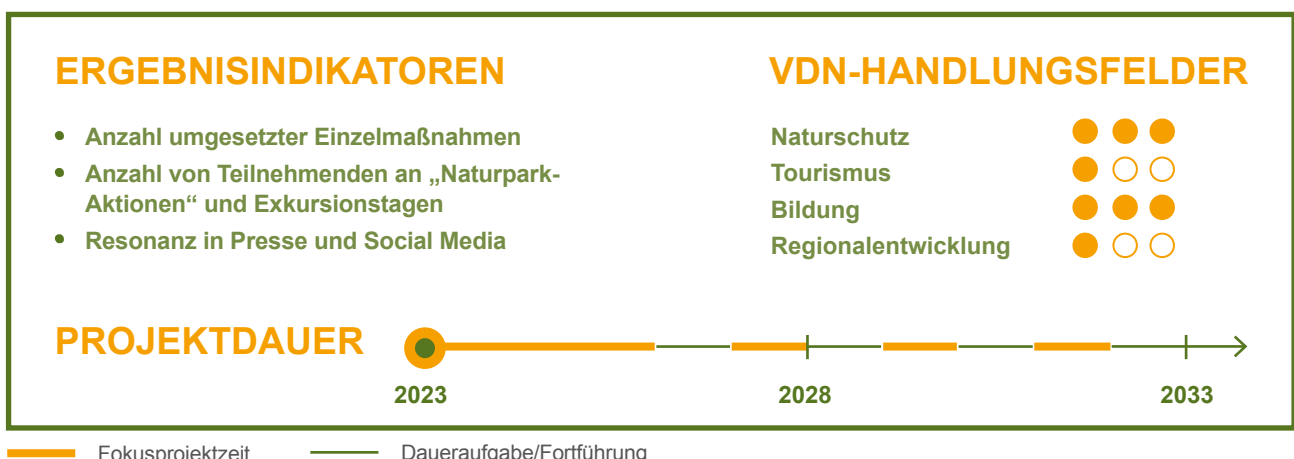 ERGEBNISINDIKATOREN
• Anzahl umgesetzter Einzelmaßnahmen
• Anzahl von Teilnehmenden an „Naturpark-
Aktionen“ und Exkursionstagen
• Resonanz in Presse und Social Media
VDN-HANDLUNGSFELDER
Naturschutz
Tourismus
Bildung
Regionalentwicklung
PROJEKTDAUER
2023 2028 2033
Fokusprojektzeit Daueraufgabe/Fortführung